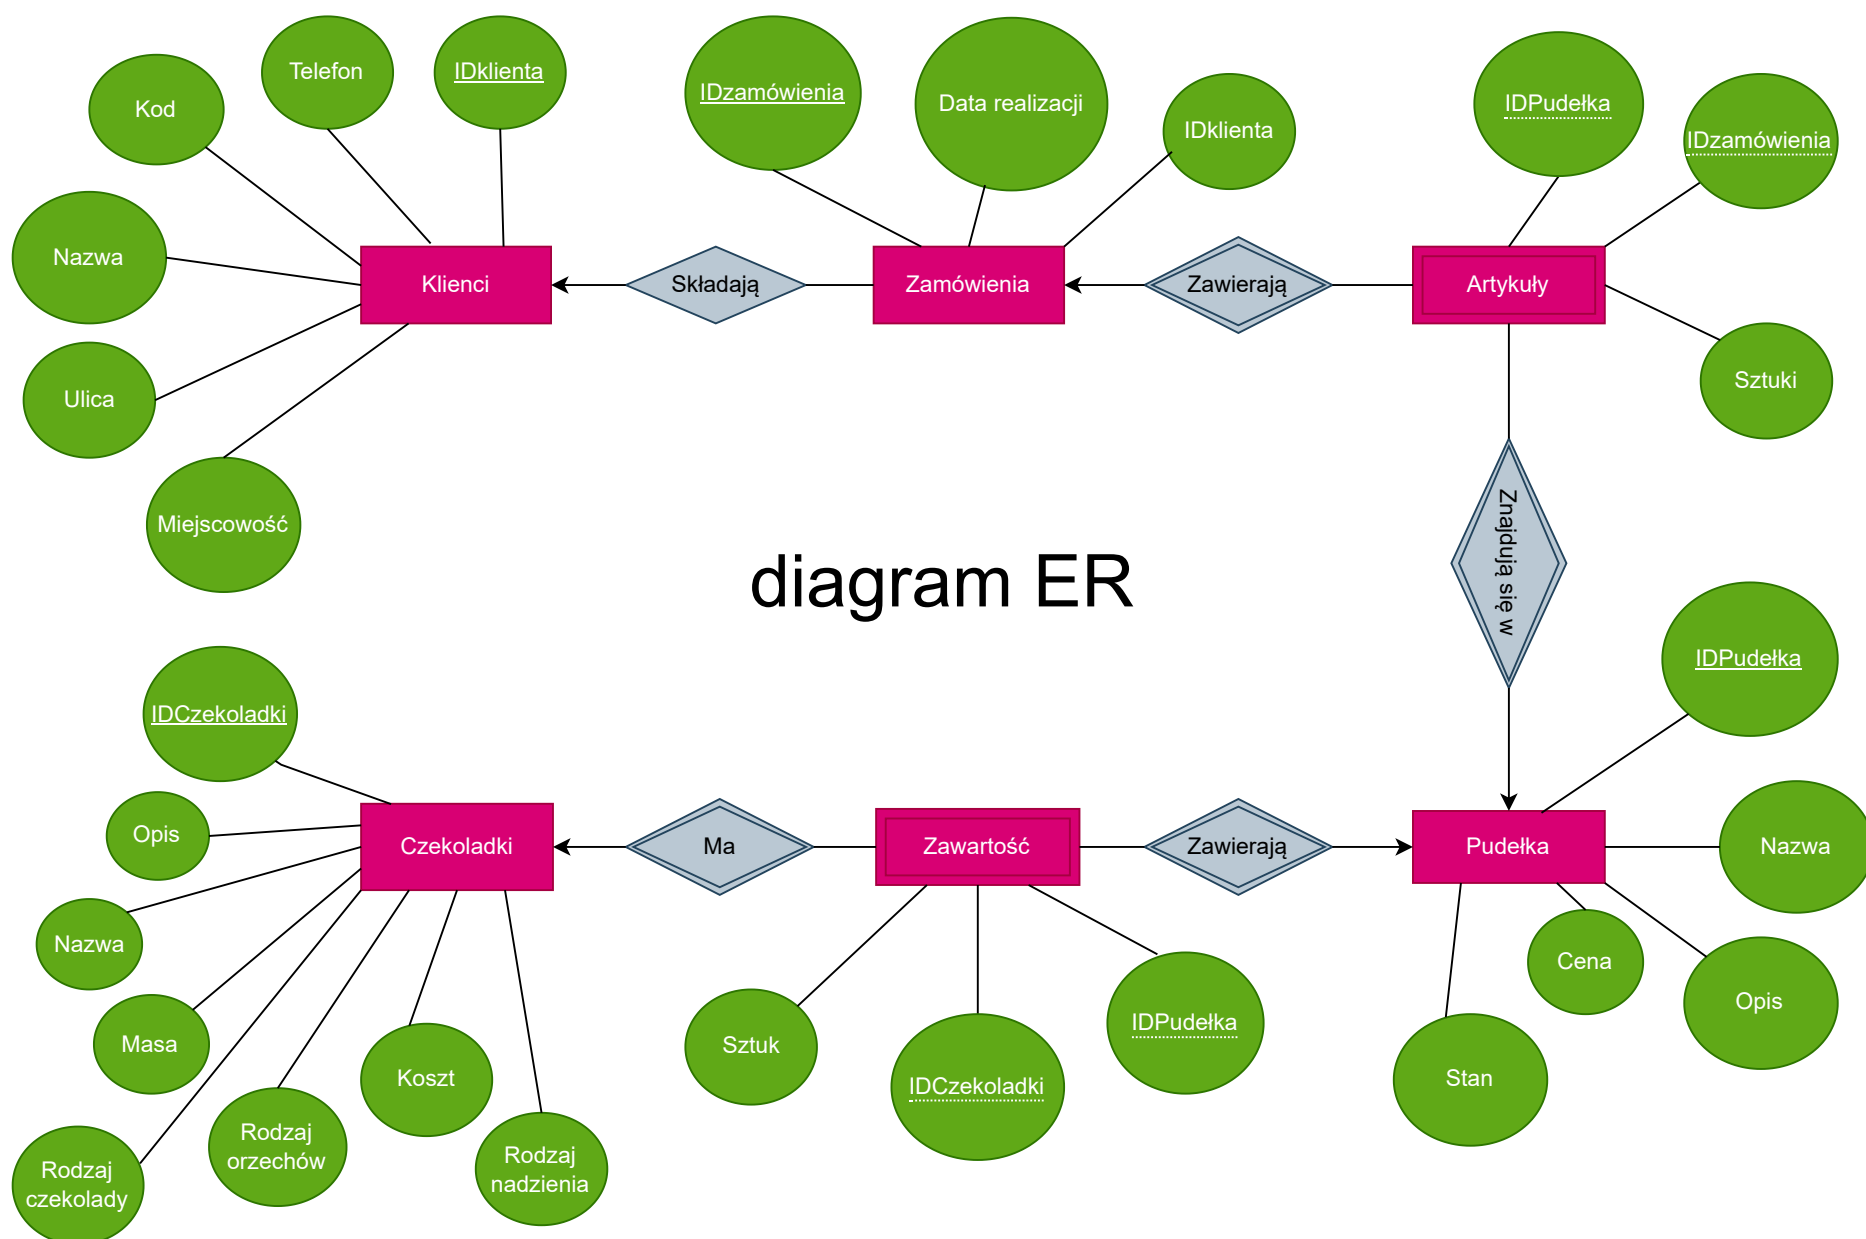 Kod
Telefon
IDklienta
IDzamówienia
Data realizacji
IDklienta
IDPudełka
IDzamówienia
Nazwa
Klienci
Składają
Zamówienia
Zawierają
Artykuły
Ulica
Sztuki
Miejscowość
diagram ER
Znajdują się w
IDCzekoladki
IDPudełka
Opis
Czekoladki
Ma
Zawartość
Zawierają
Pudełka
Nazwa
Nazwa
Cena
Opis
Masa
Koszt
Sztuk
IDCzekoladki
IDPudełka
Stan
Rodzaj
czekolady
Rodzaj
orzechów
Rodzaj
nadzienia